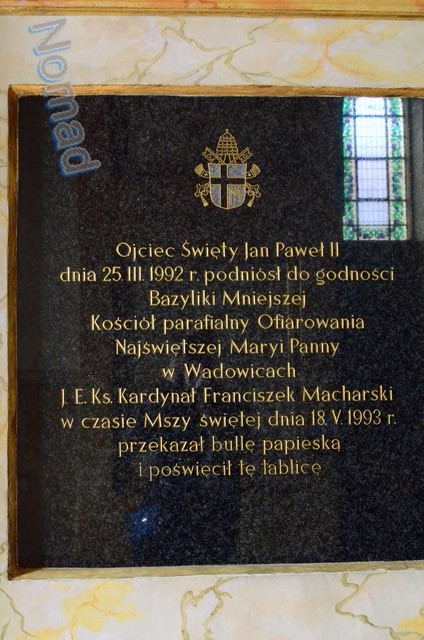 Nomad
Ojciec Święty Jan Paweł II
dnia 25. III. 1992 r. podniósł do godności
Bazyliki Mniejszej
Kościół parafialny Ofiarowania
Najświętszej Maryi Panny
w Wadowicach
J. E. Ks. Kardynał Franciszek Macharski
w czasie Mszy świętej dnia 18. V. 1993 r.
przekazał bullę papieską
i poświęcił tę tablicę